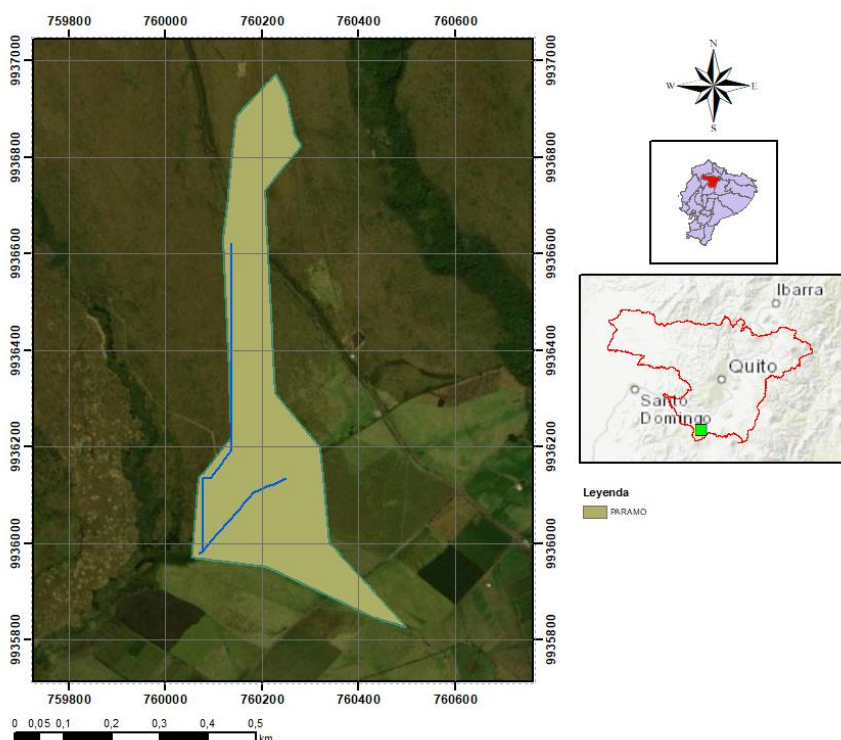 759800 760000 760200 760400 760600
9937000 9937000
9936800 9936800
9936600 9936600
9936400 9936400
9936200 9936200
9936000 9936000
9935800 9935800
759800 760000 760200 760400 760600
0 0,05 0,1 0,2 0,3 0,4 0,5
km
N
W E
S
Ibarra
Quito
Santo
Domingo
Leyenda
PARAMO